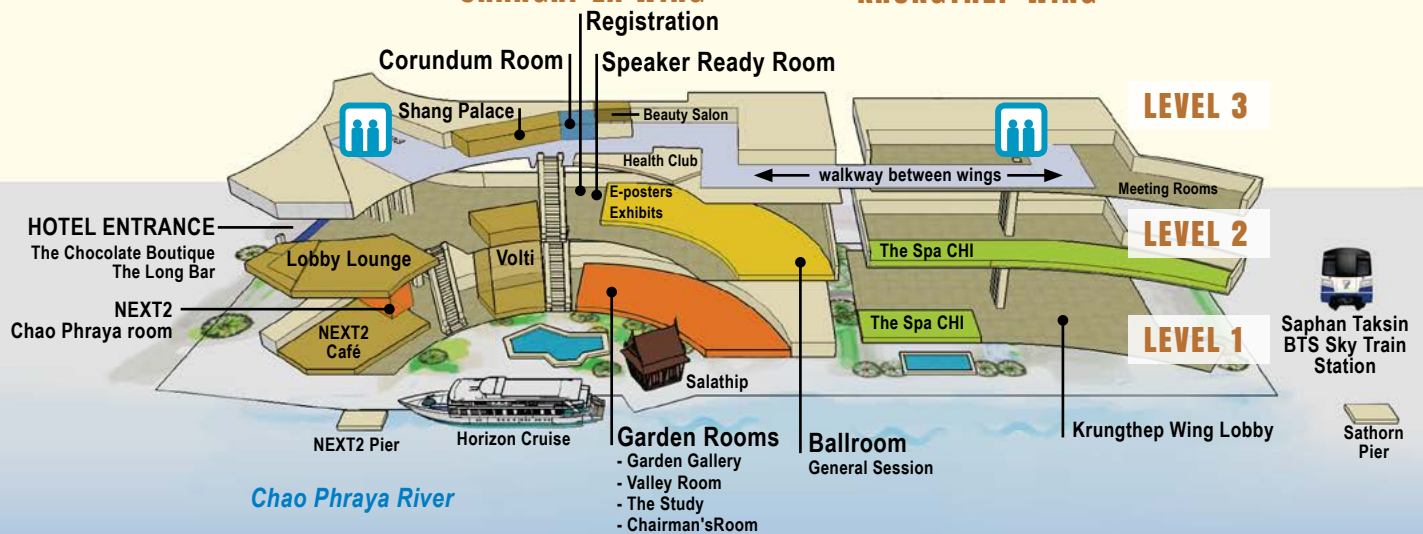 Registration
Corundum Room
Speaker Ready Room
Shang Palace
Beauty Salon
LEVEL 3
Health Club
walkway between wings
Meeting Rooms
E-posters
Exhibits
HOTEL ENTRANCE
The Chocolate Boutique
The Long Bar
Lobby Lounge
Volti
The Spa CHI
LEVEL 2
NEXT2
Chao Phraya room
NEXT2
Café
The Spa CHI
LEVEL 1
Saphan Taksin
BTS Sky Train
Station
Salathip
NEXT2 Pier
Horizon Cruise
Garden Rooms
- Garden Gallery
- Valley Room
- The Study
- Chairman'sRoom
Ballroom
General Session
Krungthep Wing Lobby
Sathorn
Pier
Chao Phraya River